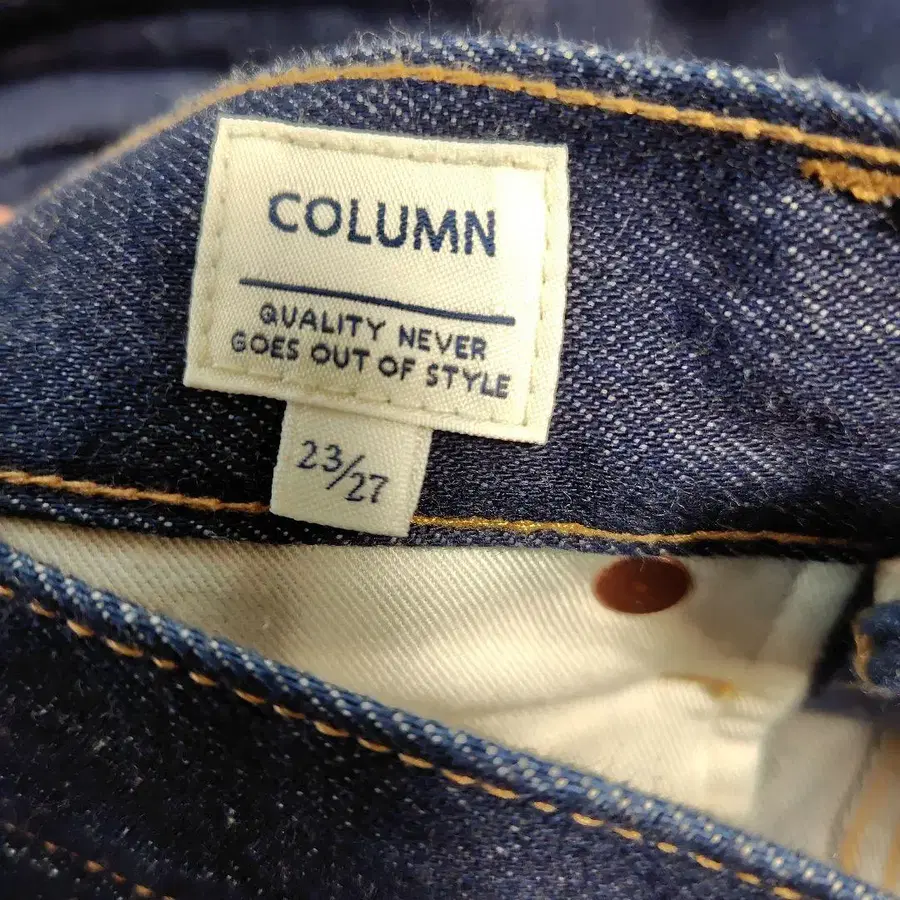 COLUMN
QUALITY NEVER
GOES OUT OF STYLE
23/27